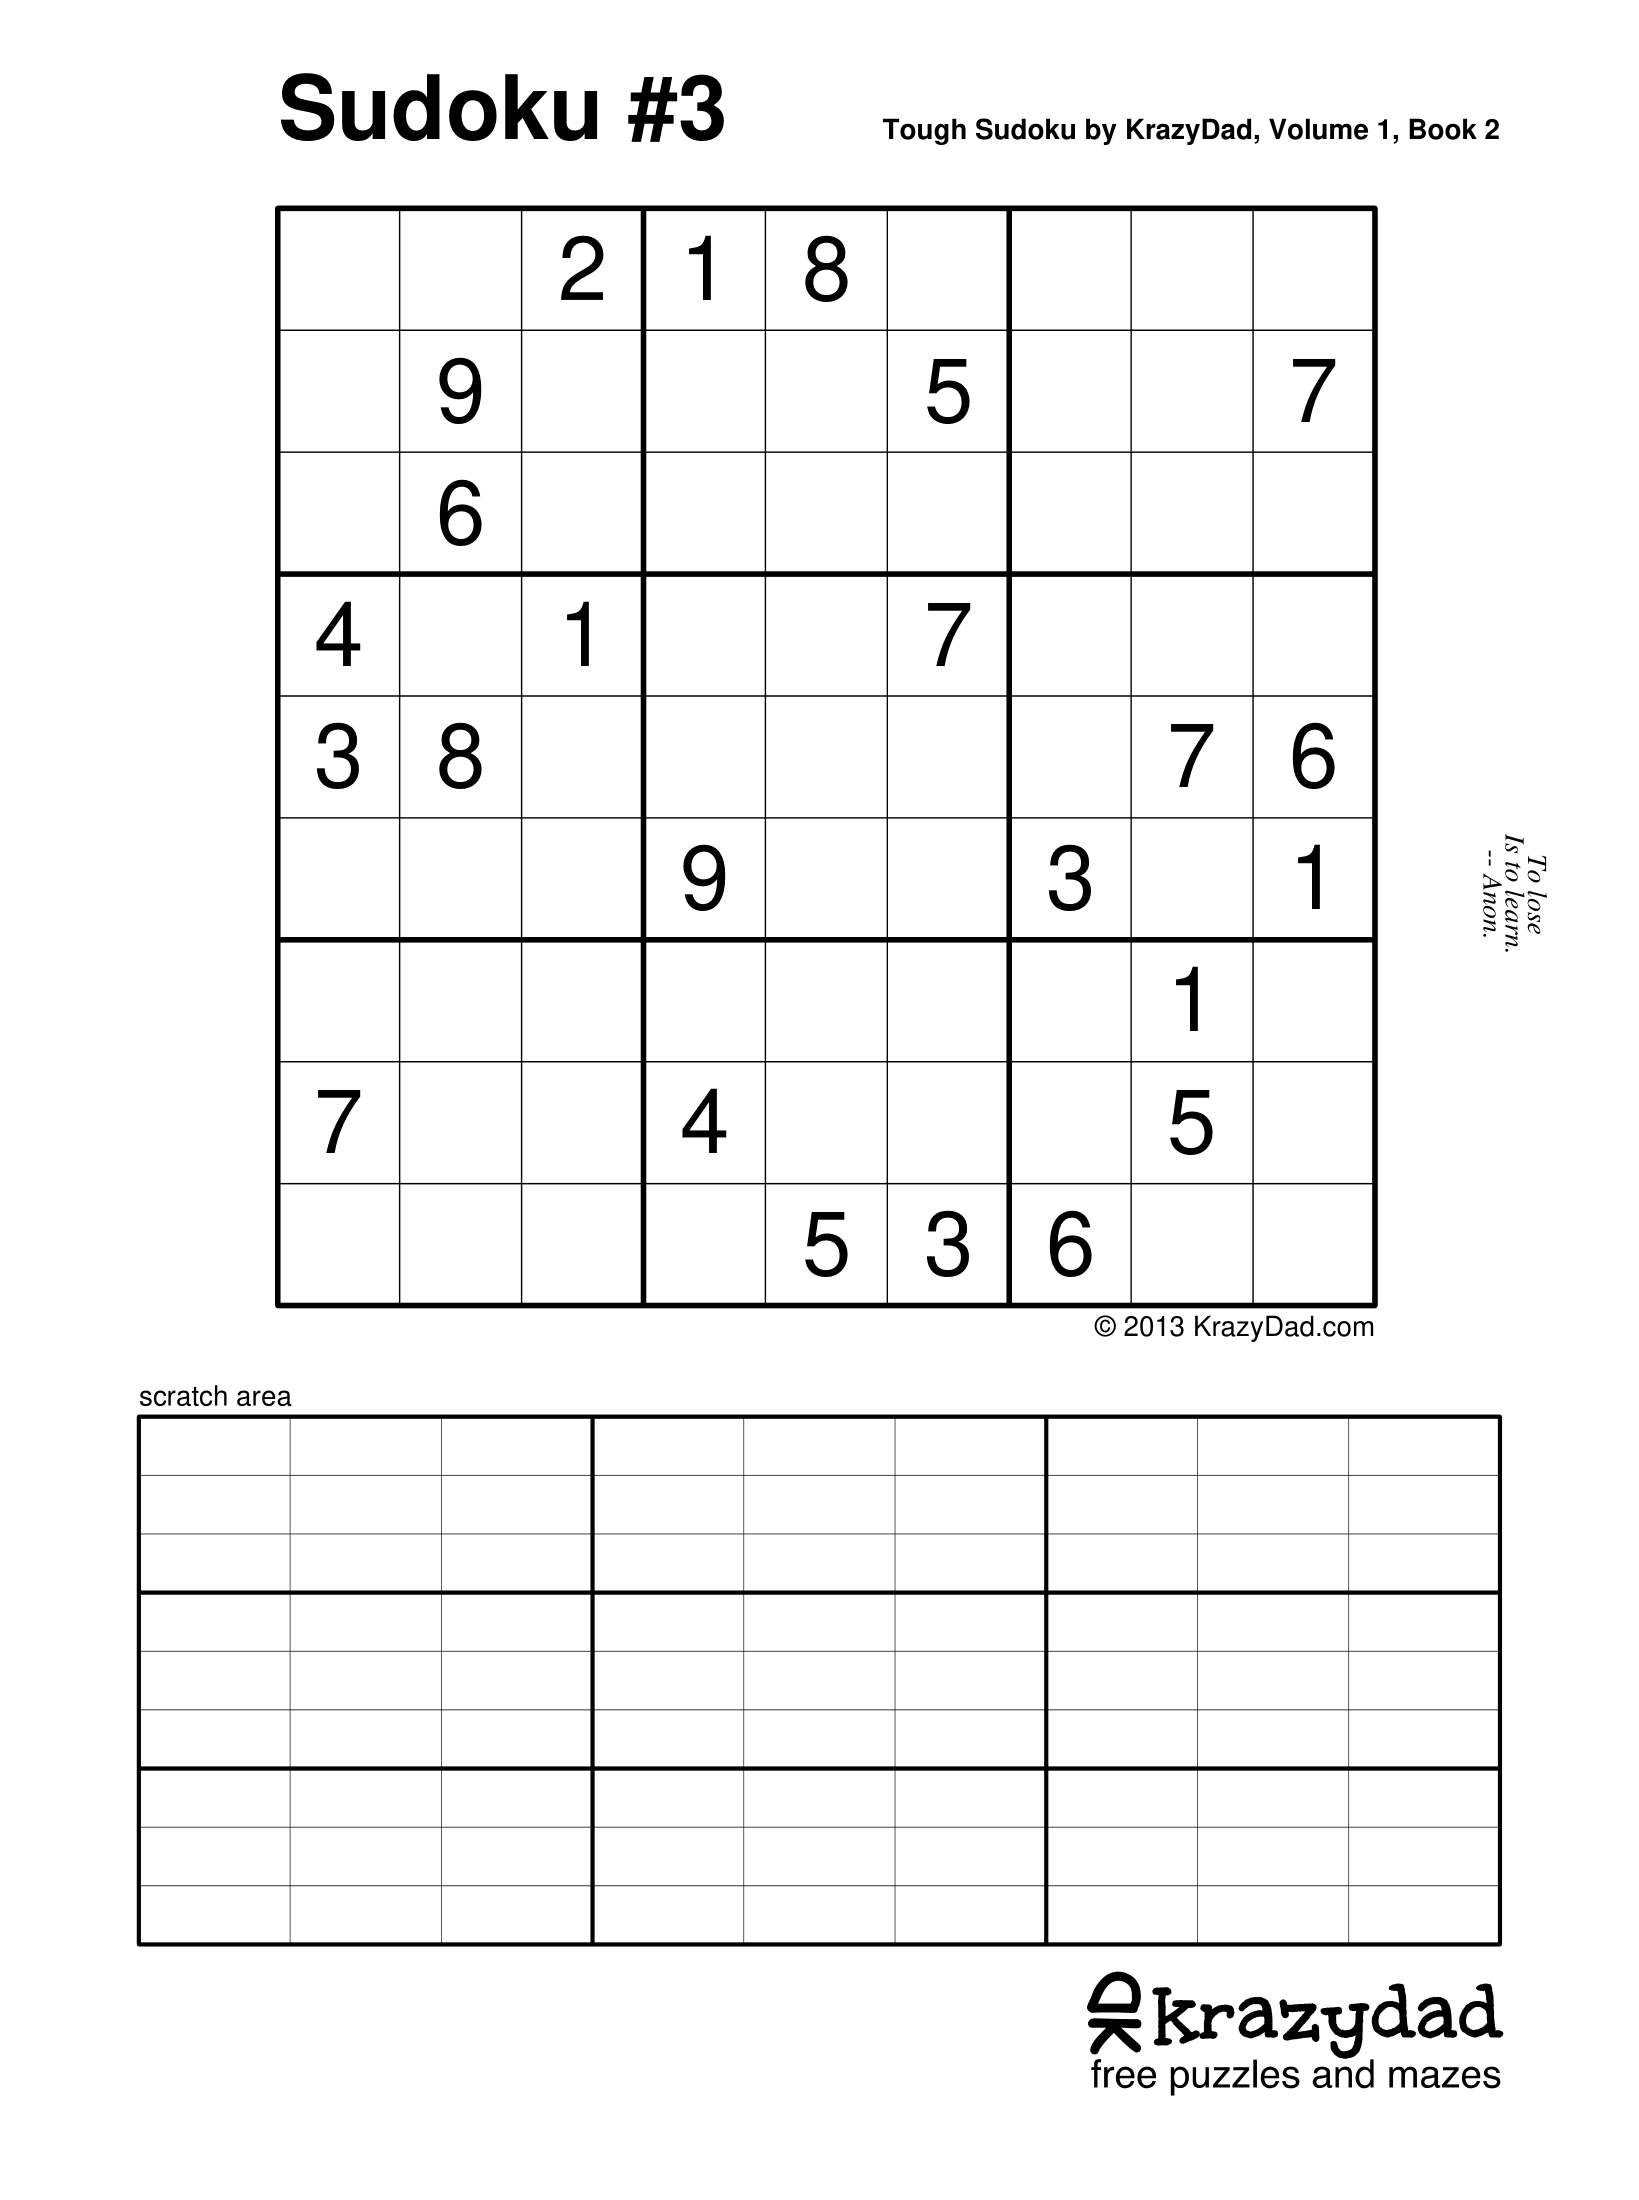 Sudoku #3
Tough Sudoku by KrazyDad, Volume 1, Book 2
2 1 8
9 5 7
6
4 1 7
3 8 7 6
9 3 1
1
7 4 5
5 3 6
To lose
Is to learn.
-- Anon.
© 2013 KrazyDad.com
scratch area
KD krazydad
free puzzles and mazes